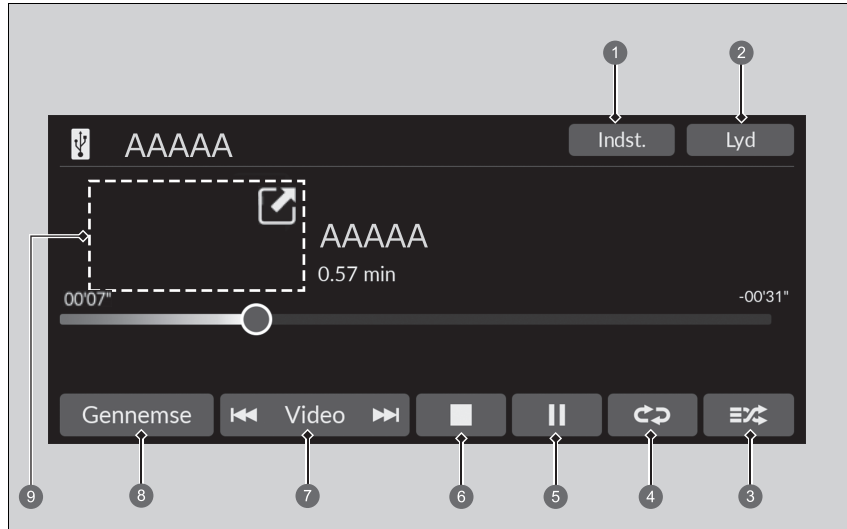 1 2
AAAAA Indst. Lyd
AAAAA
0.57 min
00'07" -00'31"
Gennemse Video
9 8 7 6 5 4 3